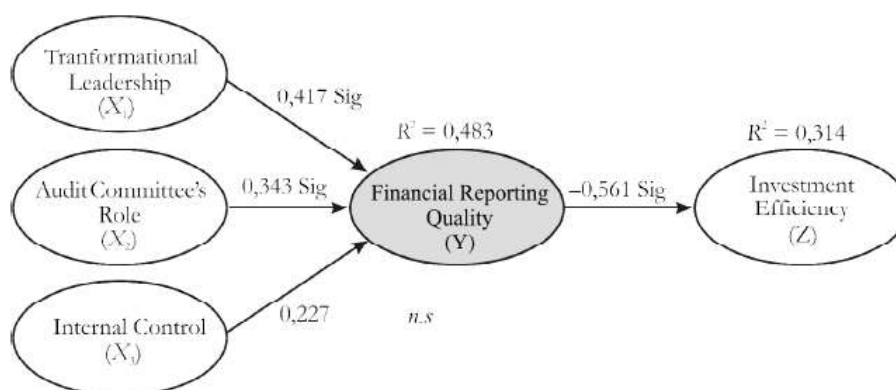 Tranformational
Leadership
(X₁)
0,417 Sig
R² = 0,483
R² = 0,314
Audit Committee's
Role
(X₂)
0,343 Sig
Financial Reporting
Quality
(Y)
–0,561 Sig
Investment
Efficiency
(Z)
Internal Control
(X₃)
0,227
n.s